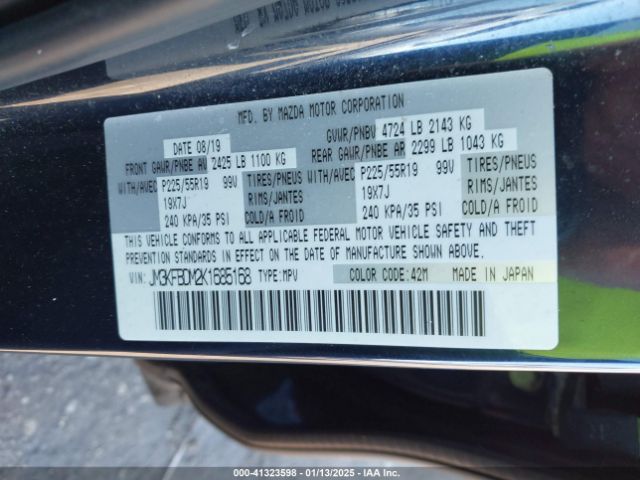 MFD. BY MAZDA MOTOR CORPORATION
DATE 08/19 GVWR/PNBV 4724 LB 2143 KG
FRONT GAWR/PNBE AV 2425 LB 1100 KG REAR GAWR/PNBE AR 2299 LB 1043 KG
WITH/AVEC P225/55R19 99V TIRES/PNEUS WITH/AVEC P225/55R19 99V TIRES/PNEUS
19X7J RIMS/JANTES 19X7J RIMS/JANTES
240 KPA/35 PSI COLD/A FROID 240 KPA/35 PSI COLD/A FROID
THIS VEHICLE CONFORMS TO ALL APPLICABLE FEDERAL MOTOR VEHICLE SAFETY AND THEFT
PREVENTION STANDARDS IN EFFECT ON THE DATE OF MANUFACTURE SHOWN ABOVE.
VIN: JM3KFBDM2K1685168 TYPE: MPV COLOR CODE: 42M MADE IN JAPAN
000-41323598 - 01/13/2025 - IAA Inc.